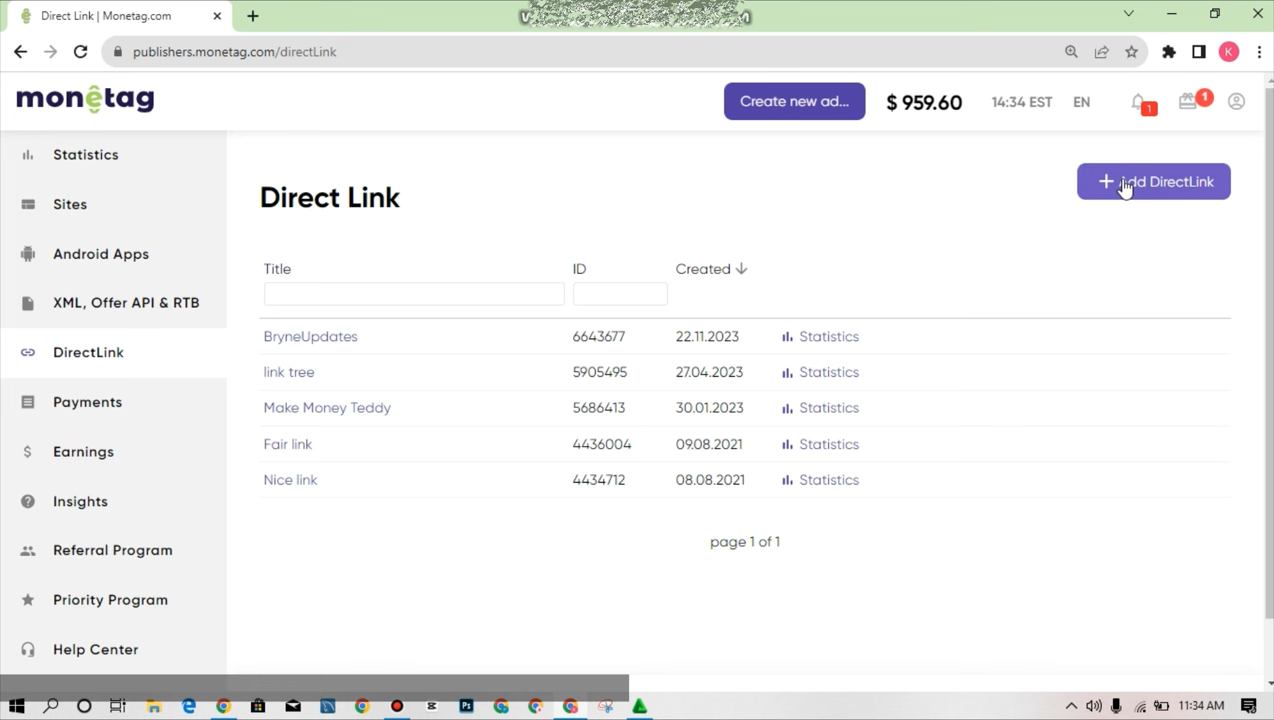 Direct Link | Monetag.com
publishers.monetag.com/directLink
K
monetag
Create new ad...
$ 959.60
14:34 EST
EN
1
1
Statistics
Sites
Android Apps
XML, Offer API & RTB
DirectLink
Payments
Earnings
Insights
Referral Program
Priority Program
Help Center
Direct Link
DirectLink
Title ID Created
BryneUpdates 6643677 22.11.2023 Statistics
link tree 5905495 27.04.2023 Statistics
Make Money Teddy 5686413 30.01.2023 Statistics
Fair link 4436004 09.08.2021 Statistics
Nice link 4434712 08.08.2021 Statistics
page 1 of 1
Ps
11:34 AM